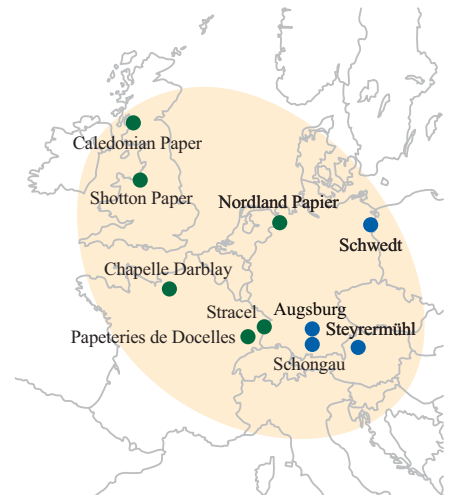 Caledonian Paper
Shotton Paper
Nordland Papier
Schwedt
Chapelle Darblay
Stracel
Augsburg
Steyrermühl
Papeteries de Docelles
Schongau